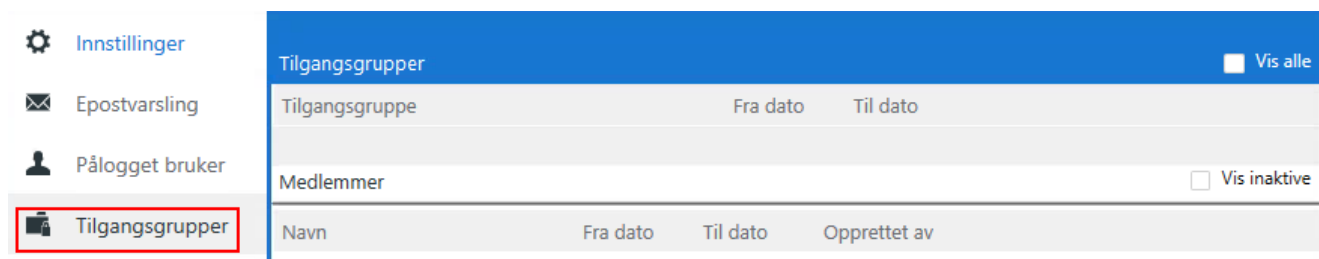 Innstillinger
Epostvarsling
Pålogget bruker
Tilgangsgrupper
Tilgangsgrupper Vis alle
Tilgangsgruppe Fra dato Til dato
Medlemmer Vis inaktive
Navn Fra dato Til dato Opprettet av